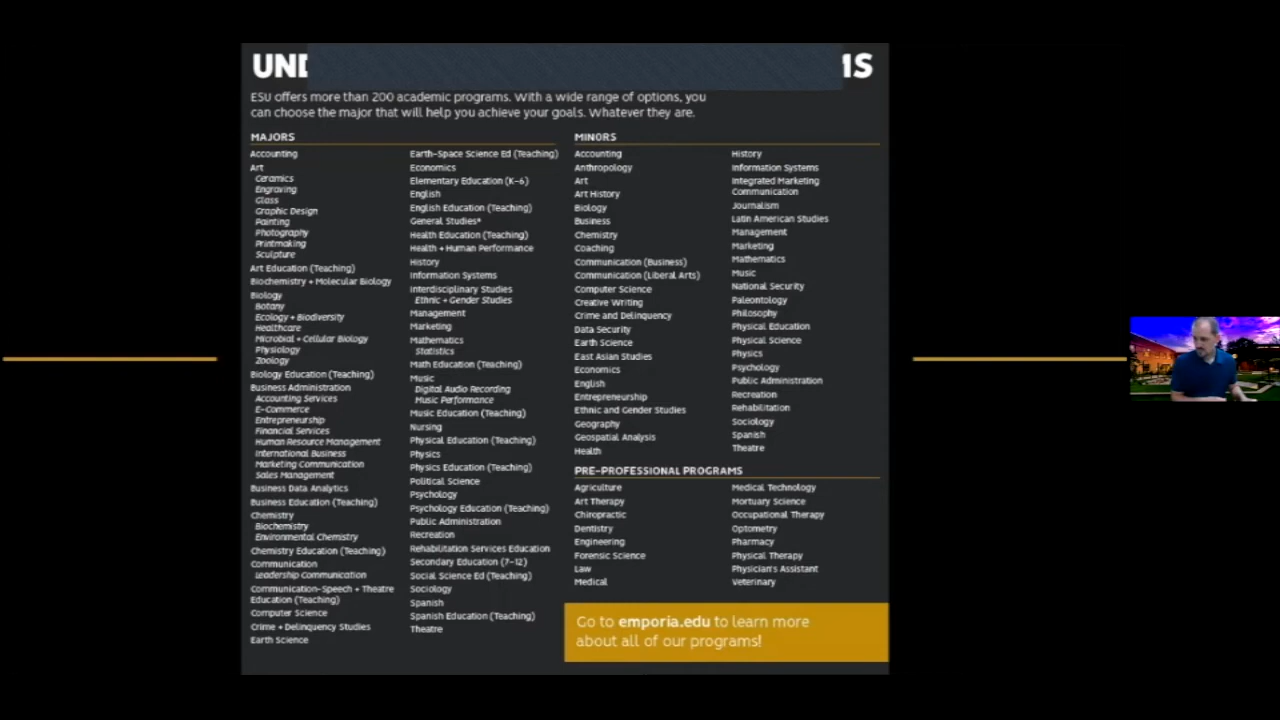 ESU offers more than 200 academic programs. With a wide range of options, you
can choose the major that will help you achieve your goals. Whatever they are.
MAJORS
Accounting
Art
Ceramics
Engraving
Glass
Graphic Design
Painting
Photography
Printmaking
Sculpture
Art Education (Teaching)
Biochemistry + Molecular Biology
Biology
Botany
Ecology + Biodiversity
Healthcare
Microbial + Cellular Biology
Physiology
Zoology
Biology Education (Teaching)
Business Administration
Accounting Services
E-Commerce
Entrepreneurship
Financial Services
Human Resource Management
International Business
Marketing Communication
Sales Management
Business Data Analytics
Business Education (Teaching)
Chemistry
Biochemistry
Environmental Chemistry
Chemistry Education (Teaching)
Communication
Leadership Communication
Communication-Speech + Theatre
Education (Teaching)
Computer Science
Crime + Delinquency Studies
Earth Science
Earth-Space Science Ed (Teaching)
Economics
Elementary Education (K-6)
English
English Education (Teaching)
General Studies*
Health Education (Teaching)
Health + Human Performance
History
Information Systems
Interdisciplinary Studies
Ethnic + Gender Studies
Management
Marketing
Mathematics
Statistics
Math Education (Teaching)
Music
Digital Audio Recording
Music Performance
Music Education (Teaching)
Nursing
Physical Education (Teaching)
Physics
Physics Education (Teaching)
Political Science
Psychology
Psychology Education (Teaching)
Public Administration
Recreation
Rehabilitation Services Education
Secondary Education (7-12)
Social Science Ed (Teaching)
Sociology
Spanish
Spanish Education (Teaching)
Theatre
MINORS
Accounting
Anthropology
Art
Art History
Biology
Business
Chemistry
Coaching
Communication (Business)
Communication (Liberal Arts)
Computer Science
Creative Writing
Crime and Delinquency
Data Security
Earth Science
East Asian Studies
Economics
English
Entrepreneurship
Ethnic and Gender Studies
Geography
Geospatial Analysis
Health
History
Information Systems
Integrated Marketing
Communication
Journalism
Latin American Studies
Management
Marketing
Mathematics
Music
National Security
Paleontology
Philosophy
Physical Education
Physical Science
Physics
Psychology
Public Administration
Recreation
Rehabilitation
Sociology
Spanish
Theatre
PRE-PROFESSIONAL PROGRAMS
Agriculture
Art Therapy
Chiropractic
Dentistry
Engineering
Forensic Science
Law
Medical
Medical Technology
Mortuary Science
Occupational Therapy
Optometry
Pharmacy
Physical Therapy
Physician's Assistant
Veterinary
Go to emporia.edu to learn more
about all of our programs!